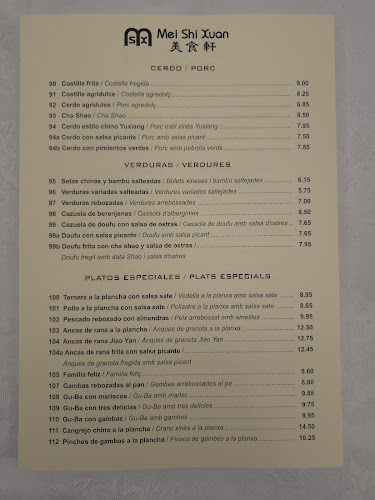 MSX Mei Shi Xuan
美食軒
CERDO / PORC
90 Costilla frita / Costella fregida 9.00
91 Costilla agridulce / Costella agredolç 8.25
92 Cerdo agridulce / Porc agredolç 6.85
93 Cha Shao / Cha Shao 8.50
94 Cerdo estilo chino Yuxiang / Porc estil xinès Yuxiang 7.95
94a Cerdo con salsa picante / Porc amb salsa picant 7.50
94b Cerdo con pimientos verdes / Porc amb pebrots verds 7.65
VERDURAS / VERDURES
95 Setas chinas y bambú salteadas / Bolets xineses / bambú saltejades 6.15
96 Verduras variadas salteadas / Verdures variades saltejades 5.75
97 Verduras rebozadas / Verdures arrebossades 7.00
98 Cazuela de berenjenas / Cassola d'albergínies 8.50
99 Doufu con salsa de ostras / Cassola de doufu amb salsa d'ostres 7.65
99a Doufu con salsa picante / Doufu amb salsa picant 7.65
99b Doufu frito con cha shao y salsa de ostras / 7.95
Doufu fregit amb data Shao i salsa d'ostres
PLATOS ESPECIALES / PLATS ESPECIALS
100 Ternera a la plancha con salsa sate / Vedella a la planxa amb salsa sate 8.95
101 Pollo a la plancha con salsa sate / Pollastre a la planxa amb salsa sate 8.65
102 Pescado rebozado con almendras / Peix arrebossat amb ametlles 9.95
103 Ancas de rana a la plancha / Anques de granota a la planxa 12.50
104 Ancas de rana Jiao Yan / Anques de granota Jiao Yan 12.75
104a Ancas de rana frita con salsa picante / 12.45
Anques de granota fregida amb salsa picant
105 Familia feliz / Família feliç 8.60
107 Gambas rebozados al pan / Gambes arrebossades al pa 8.80
108 Gu-Ba con mariscos / Gu-Ba amb marisc 9.85
109 Gu-Ba con tres delicias / Gu-Ba amb tres delícies 9.75
110 Gu-Ba con gambas / Gu-Ba amb gambes 9.95
111 Cangrejo chino a la plancha / Cranc xinès a la planxa 14.50
112 Pinchos de gambas a la plancha / Pinxos de gambes a la planxa 10.25